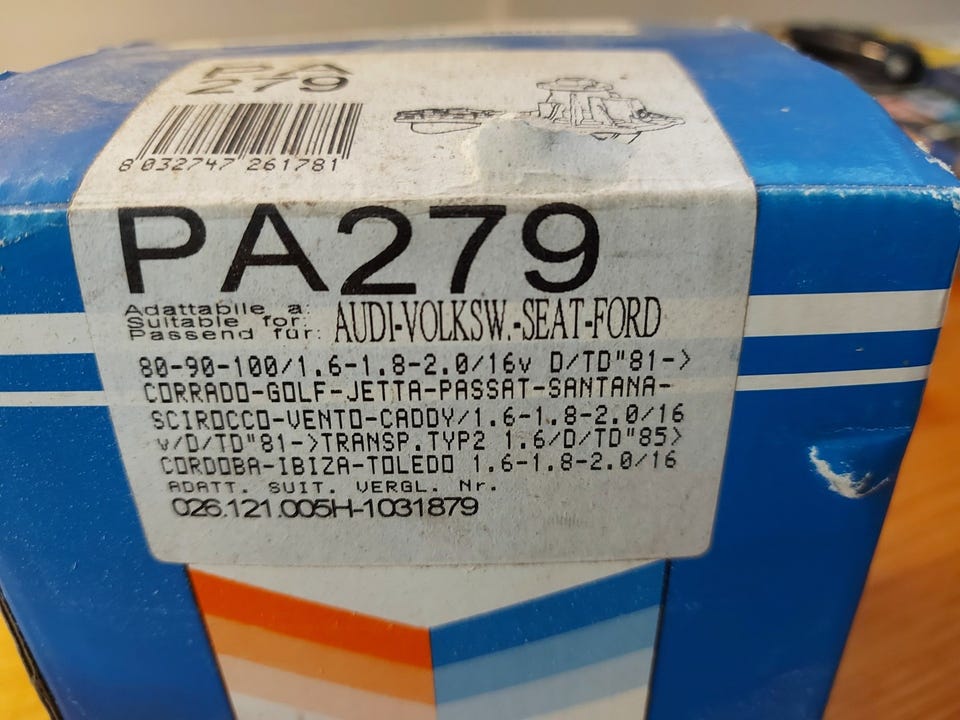 PA
279
8 032747 261781
PA279
Adattabile a:
Suitable for:
Passend für:
AUDI-VOLKSW.-SEAT-FORD
80-90-100/1.6-1.8-2.0/16v D/TD"81->
CORRADO-GOLF-JETTA-PASSAT-SANTANA-
SCIROCCO-VENTO-CADDY/1.6-1.8-2.0/16
v/D/TD"81->TRANSP.TYP2 1.6/D/TD"85>
CORDOBA-IBIZA-TOLEDO 1.6-1.8-2.0/16
ADATT. SUIT. VERGL. Nr.
026.121.005H-1031879